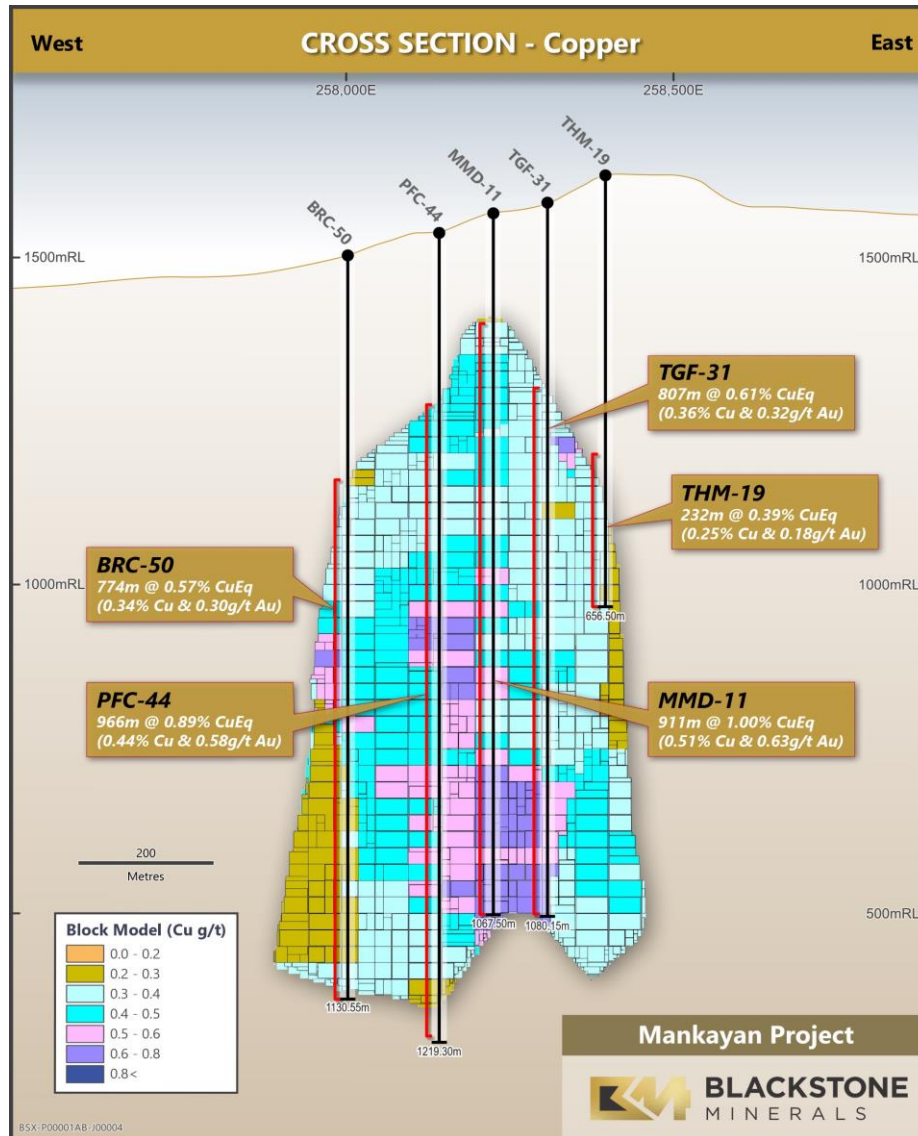 West
CROSS SECTION - Copper
East
258,000E
258,500E
BRC-50
PFC-44
MMD-11
TGF-31
THM-19
1500mRL
1500mRL
TGF-31
807m @ 0.61% CuEq
(0.36% Cu & 0.32g/t Au)
THM-19
232m @ 0.39% CuEq
(0.25% Cu & 0.18g/t Au)
BRC-50
774m @ 0.57% CuEq
(0.34% Cu & 0.30g/t Au)
1000mRL
1000mRL
656.50m
PFC-44
966m @ 0.89% CuEq
(0.44% Cu & 0.58g/t Au)
MMD-11
911m @ 1.00% CuEq
(0.51% Cu & 0.63g/t Au)
200
Metres
500mRL
1067.50m
1080.15m
1130.55m
1219.30m
Block Model (Cu g/t)
0.0 - 0.2
0.2 - 0.3
0.3 - 0.4
0.4 - 0.5
0.5 - 0.6
0.6 - 0.8
0.8<
Mankayan Project
BLACKSTONE
MINERALS
BSX-P00001AB-J00004